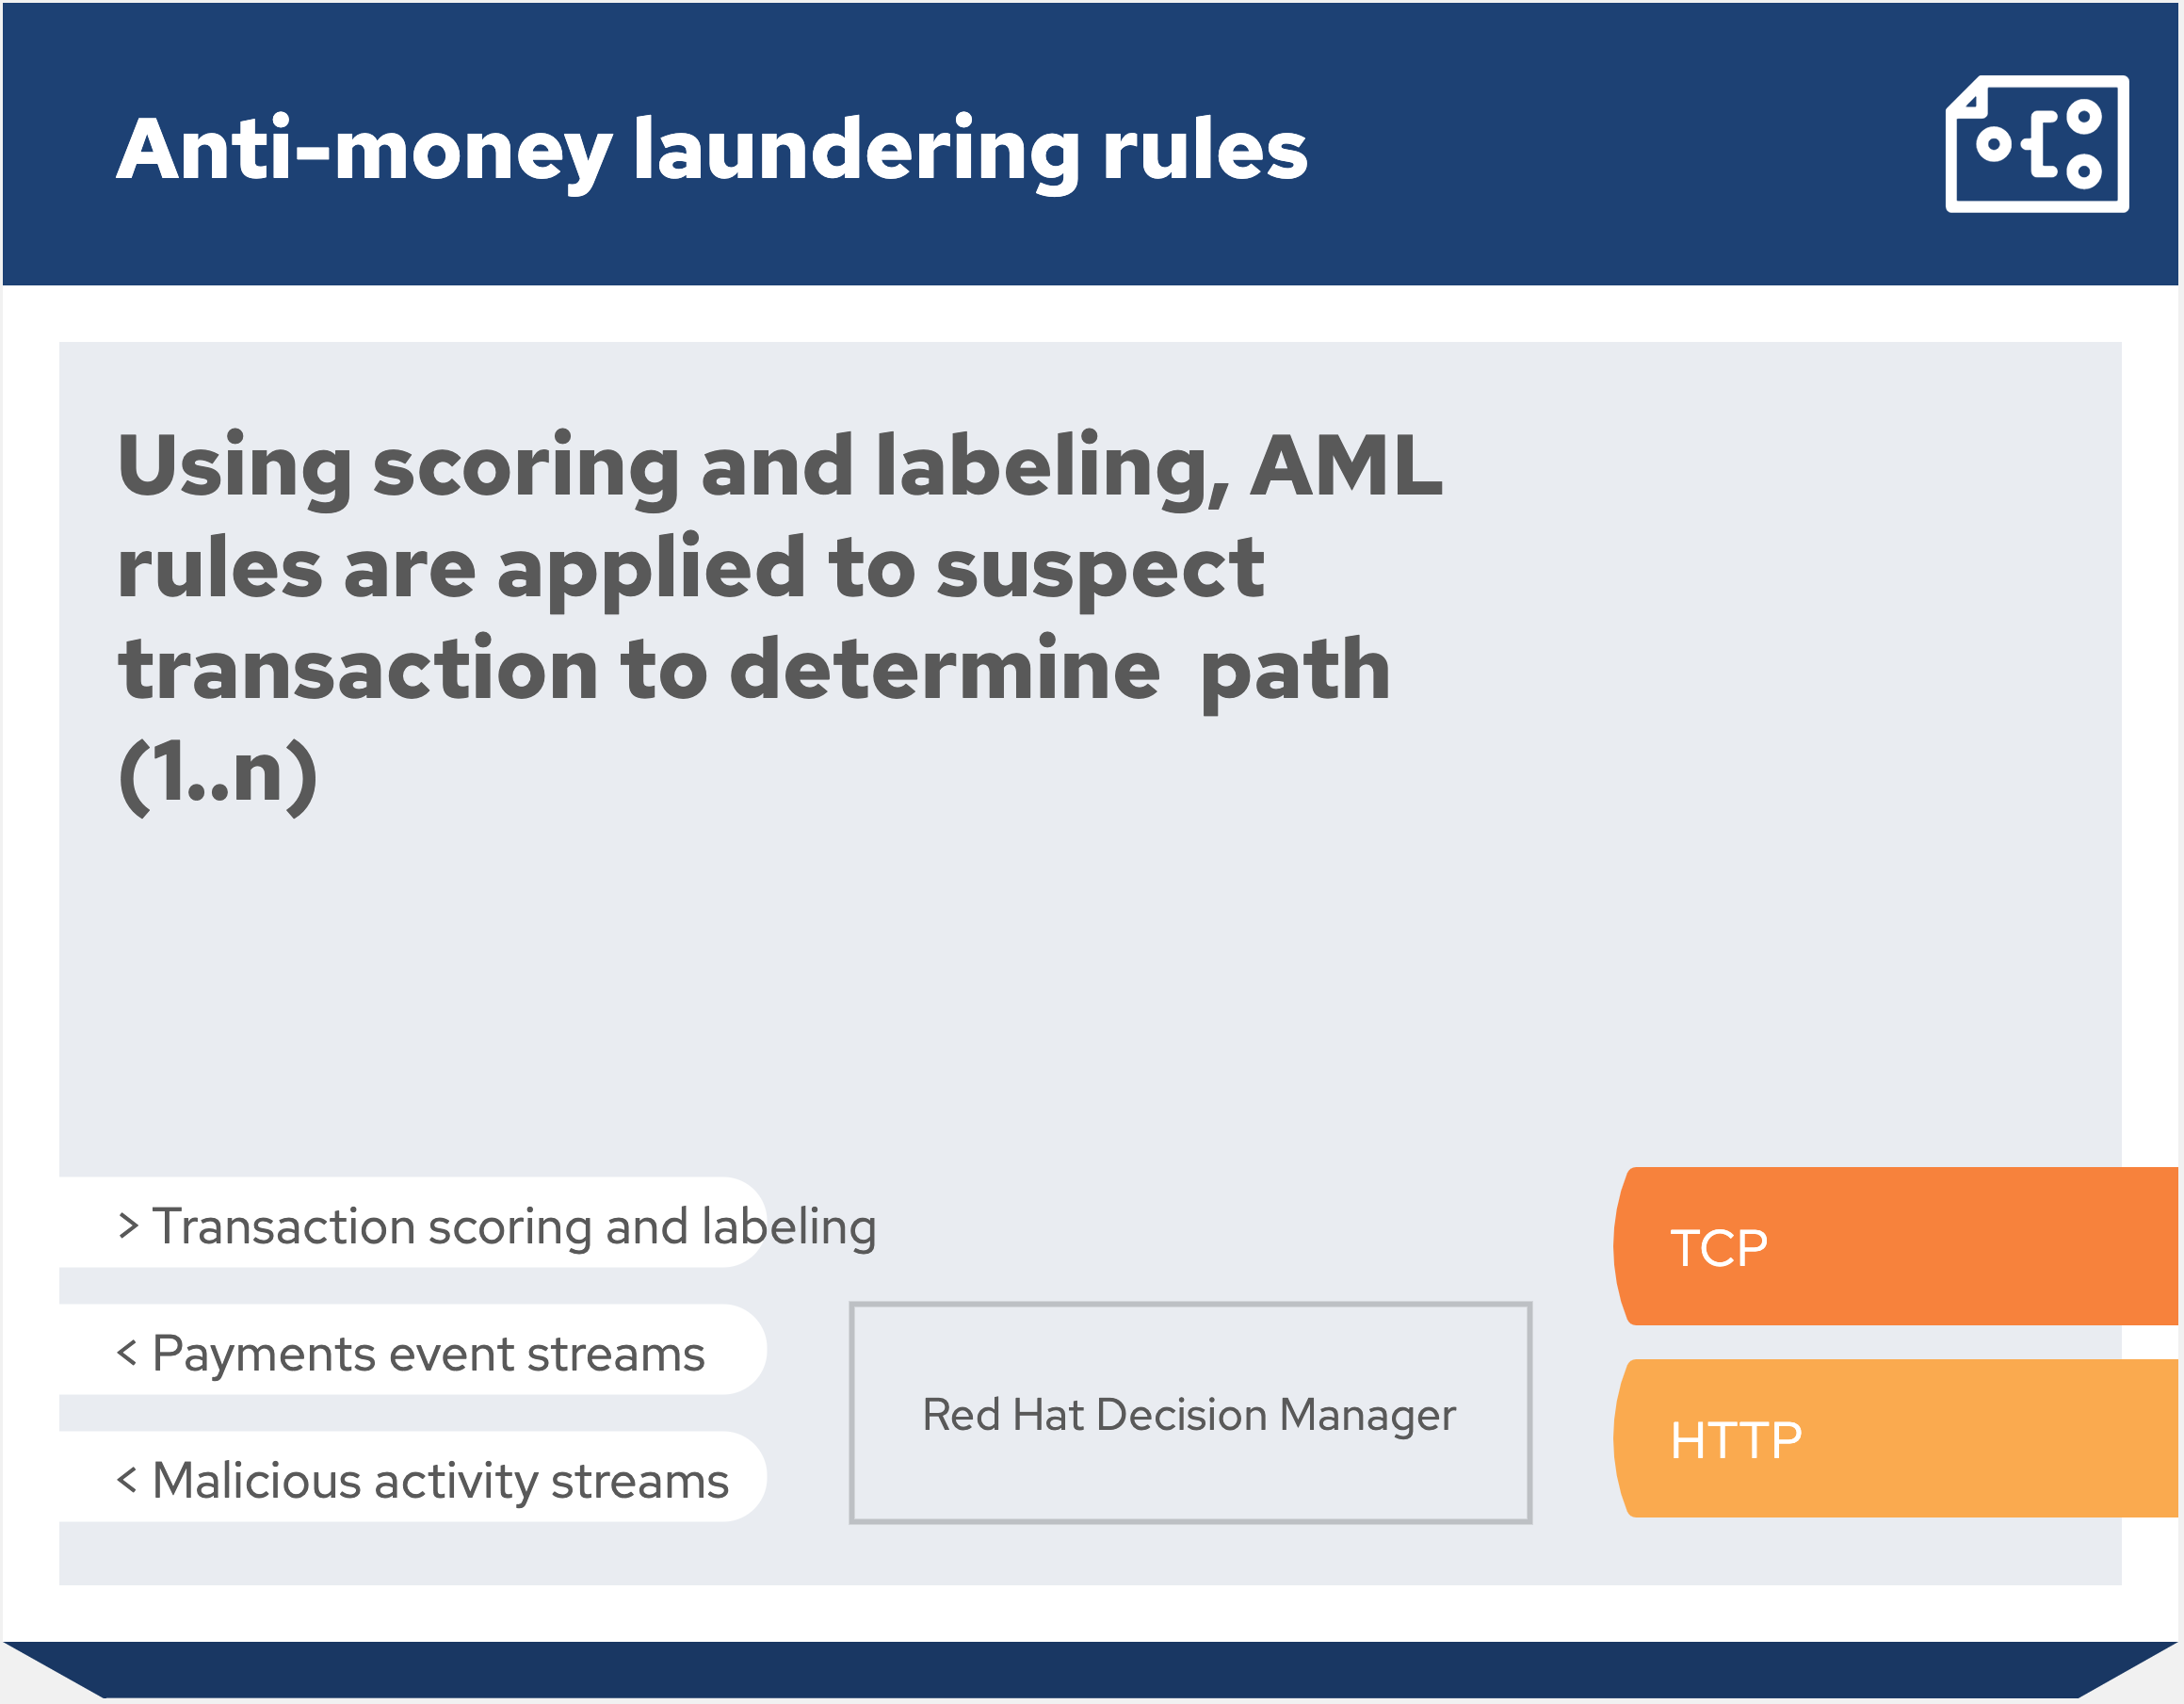 Anti-money laundering rules
Using scoring and labeling, AML
rules are applied to suspect
transaction to determine  path
(1..n)
> Transaction scoring and labeling
< Payments event streams
< Malicious activity streams
Red Hat Decision Manager
TCP
HTTP